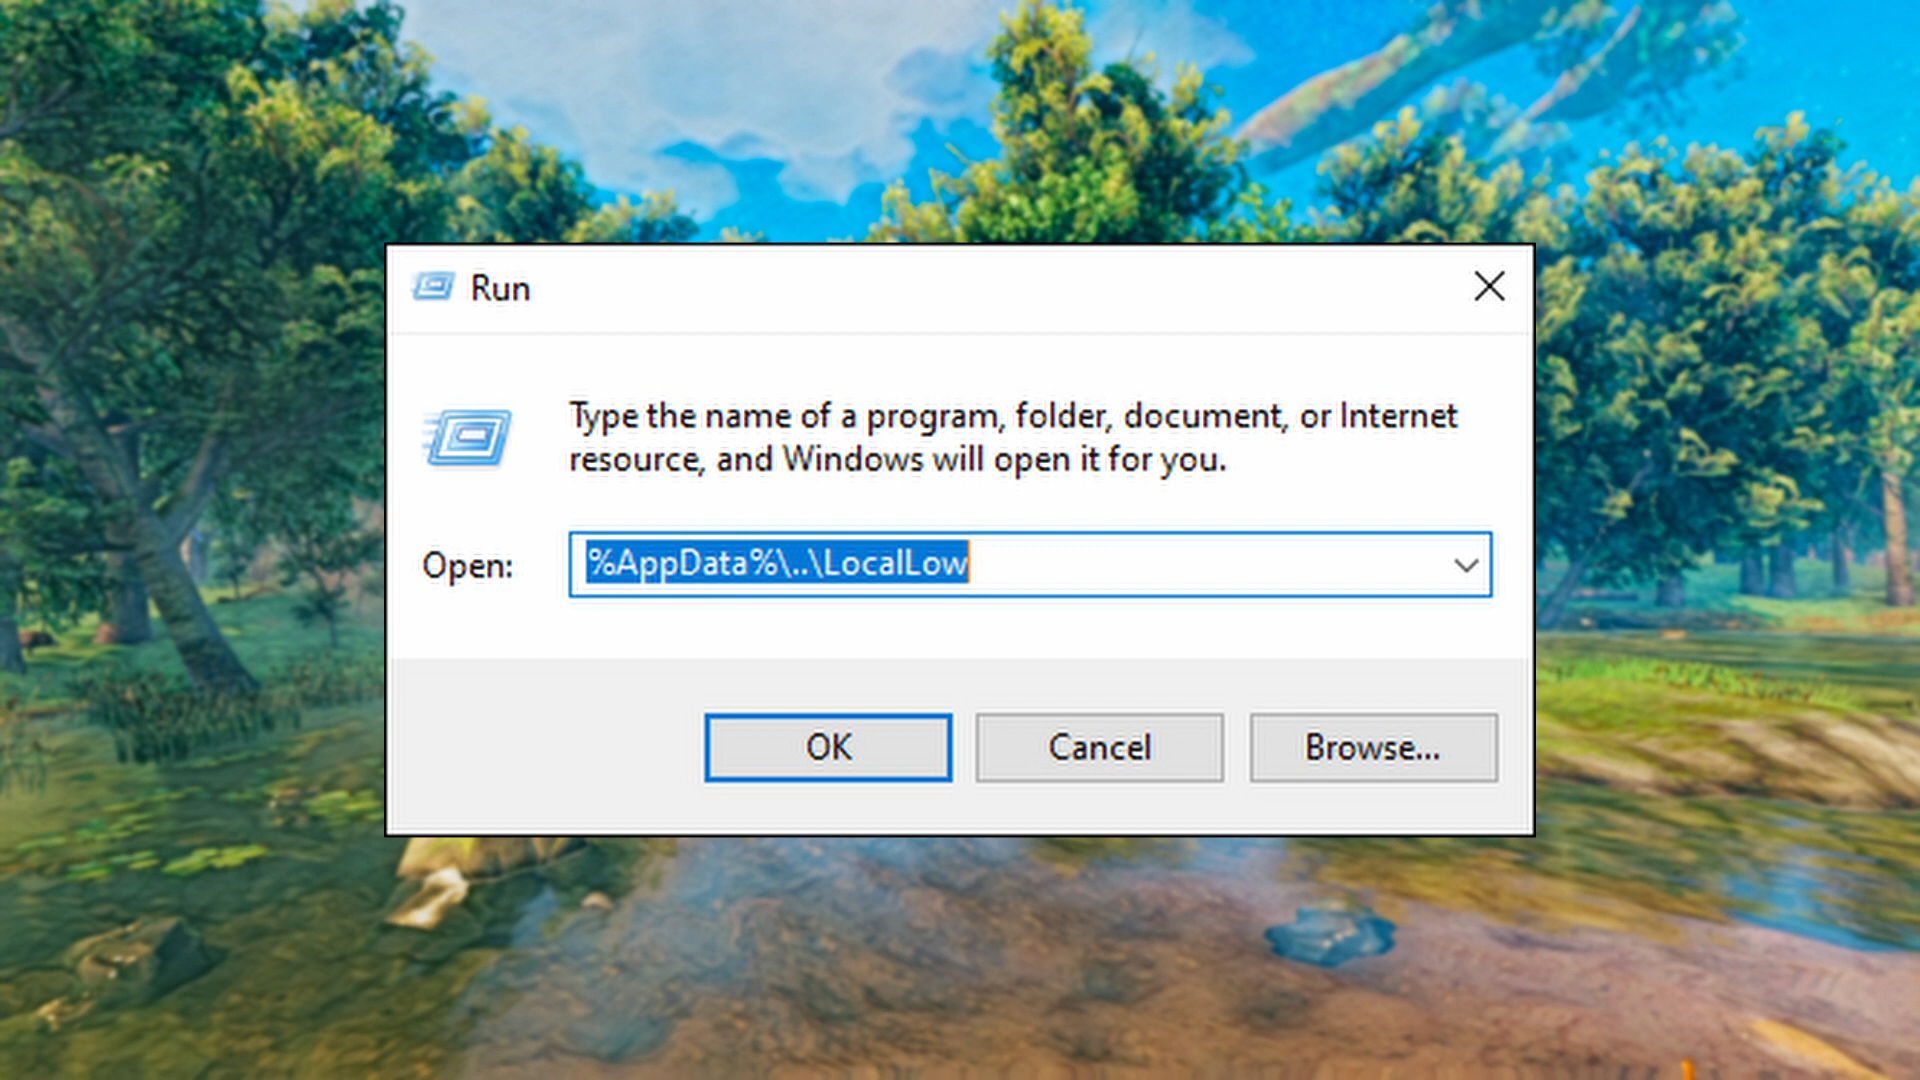 Run
Type the name of a program, folder, document, or Internet
resource, and Windows will open it for you.
Open:
%AppData%\..\LocalLow
OK
Cancel
Browse...